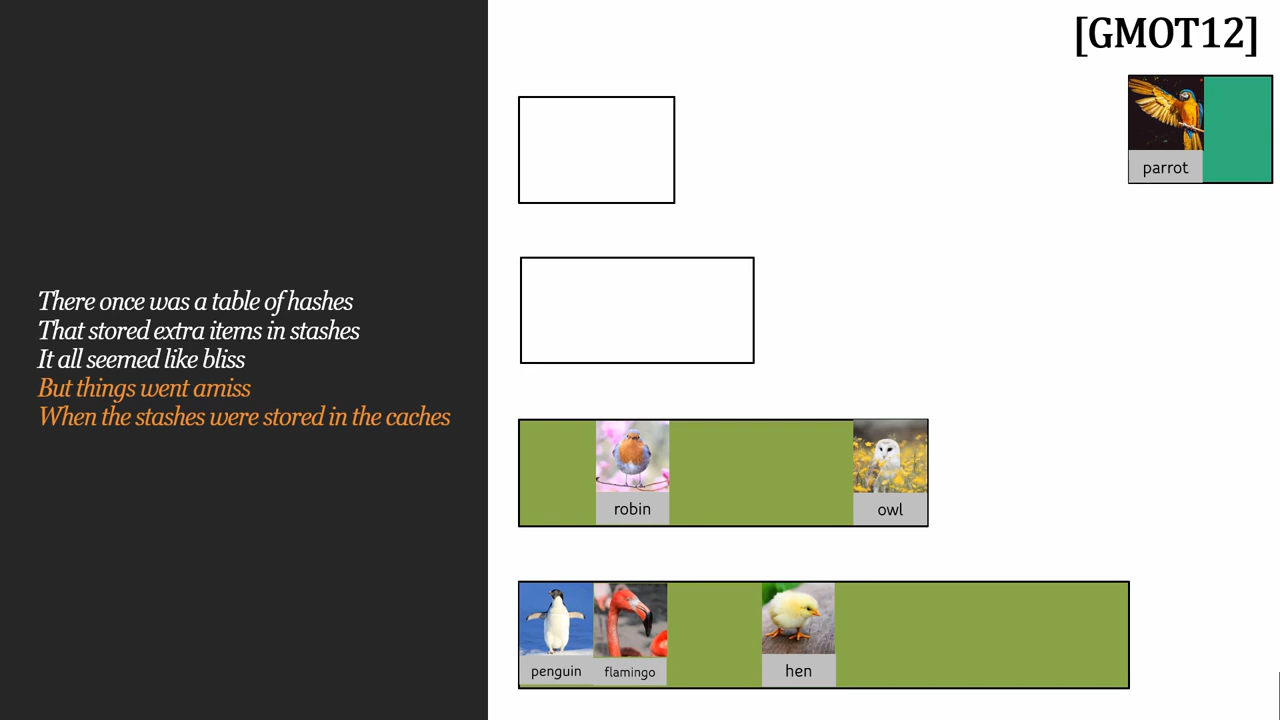 [GMOT12]
parrot
There once was a table of hashes
That stored extra items in stashes
It all seemed like bliss
But things went amiss
When the stashes were stored in the caches
robin
owl
penguin
flamingo
hen